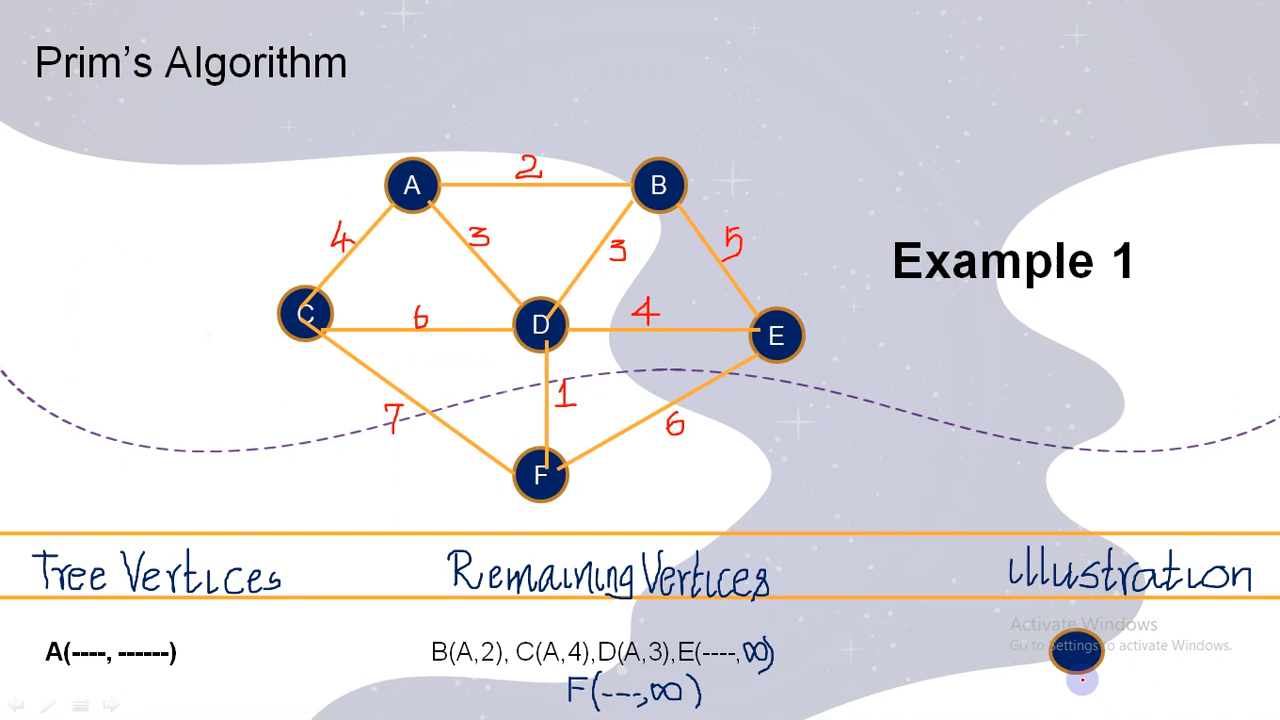 Prim's Algorithm
A 2 B
4 3 3 5
Example 1
C 6 D 4 E
7 1 6
F
Tree Vertices Remaining Vertices illustration
Activate Windows
Go to Settings to activate Windows.
A(----, ------) B(A,2), C(A,4),D(A,3),E(----,∞)
F(----,∞)